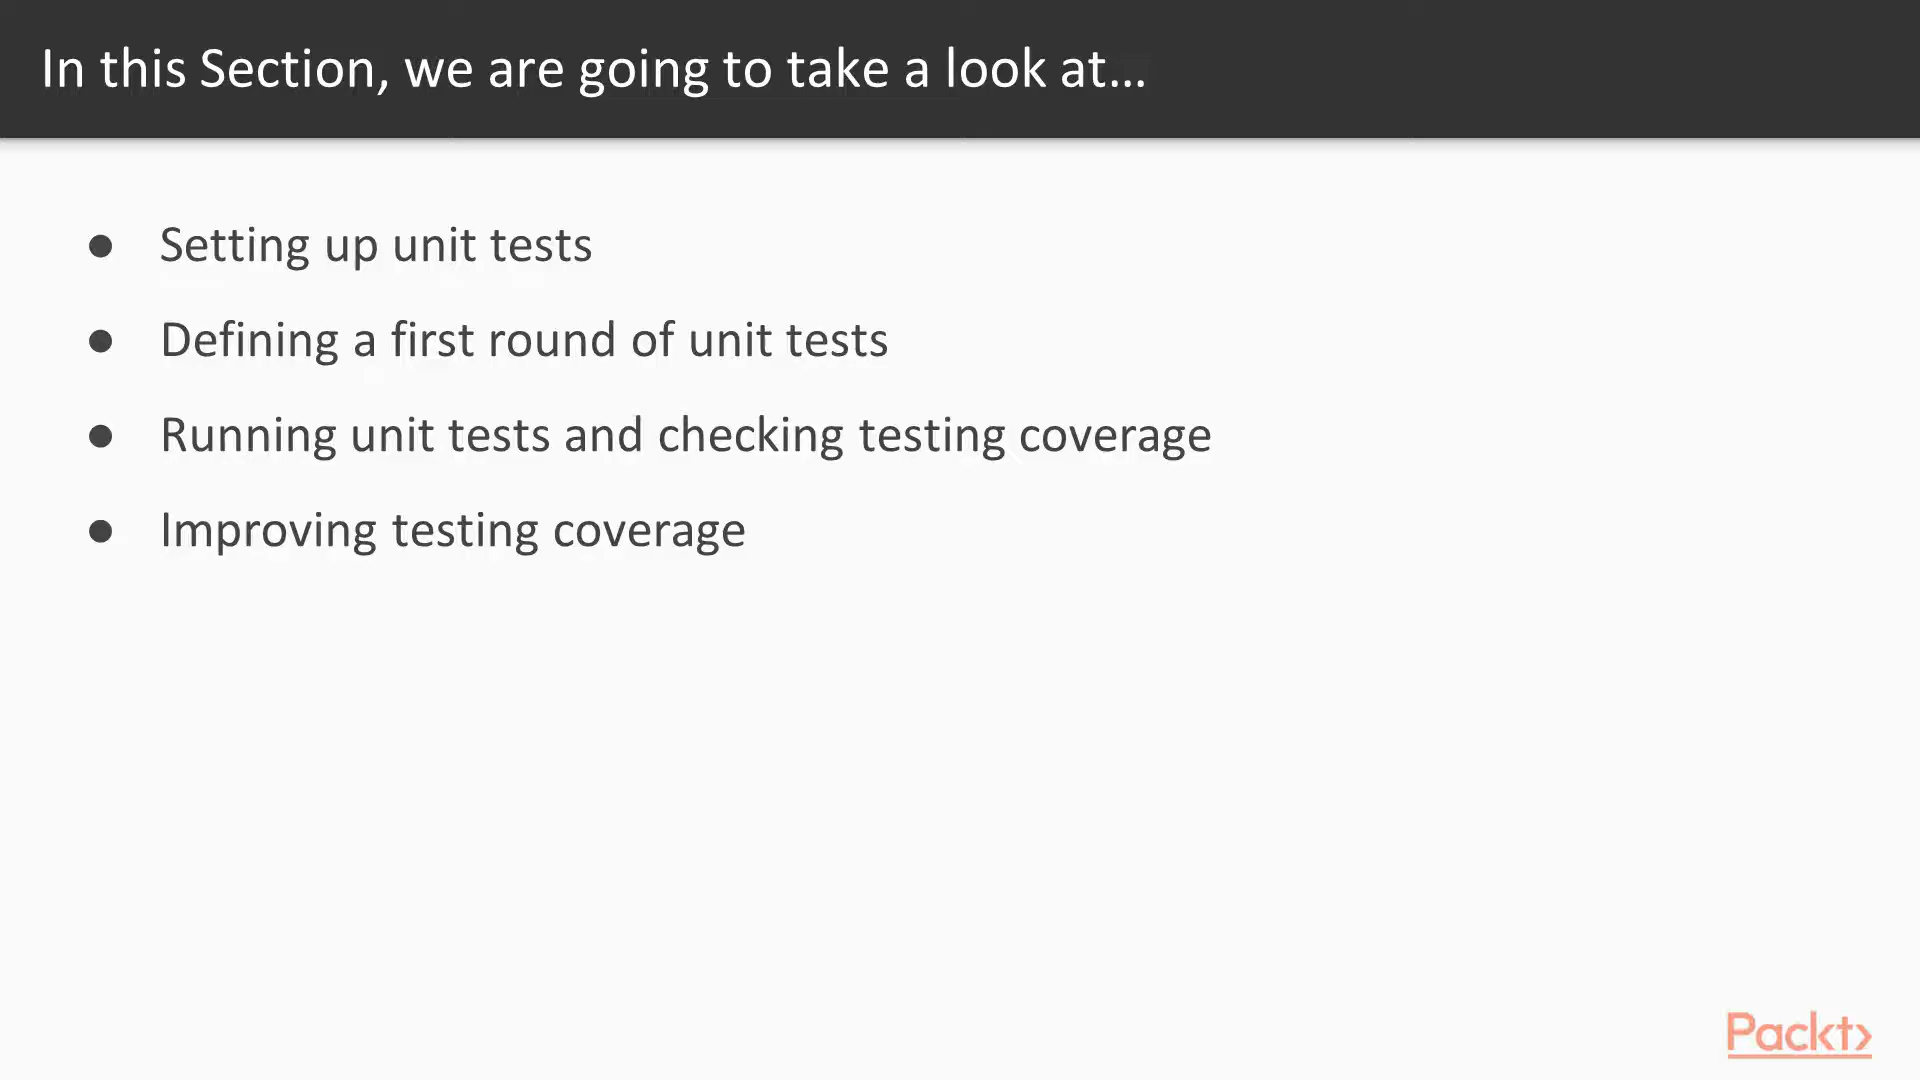 In this Section, we are going to take a look at...
● Setting up unit tests
● Defining a first round of unit tests
● Running unit tests and checking testing coverage
● Improving testing coverage
Packt>